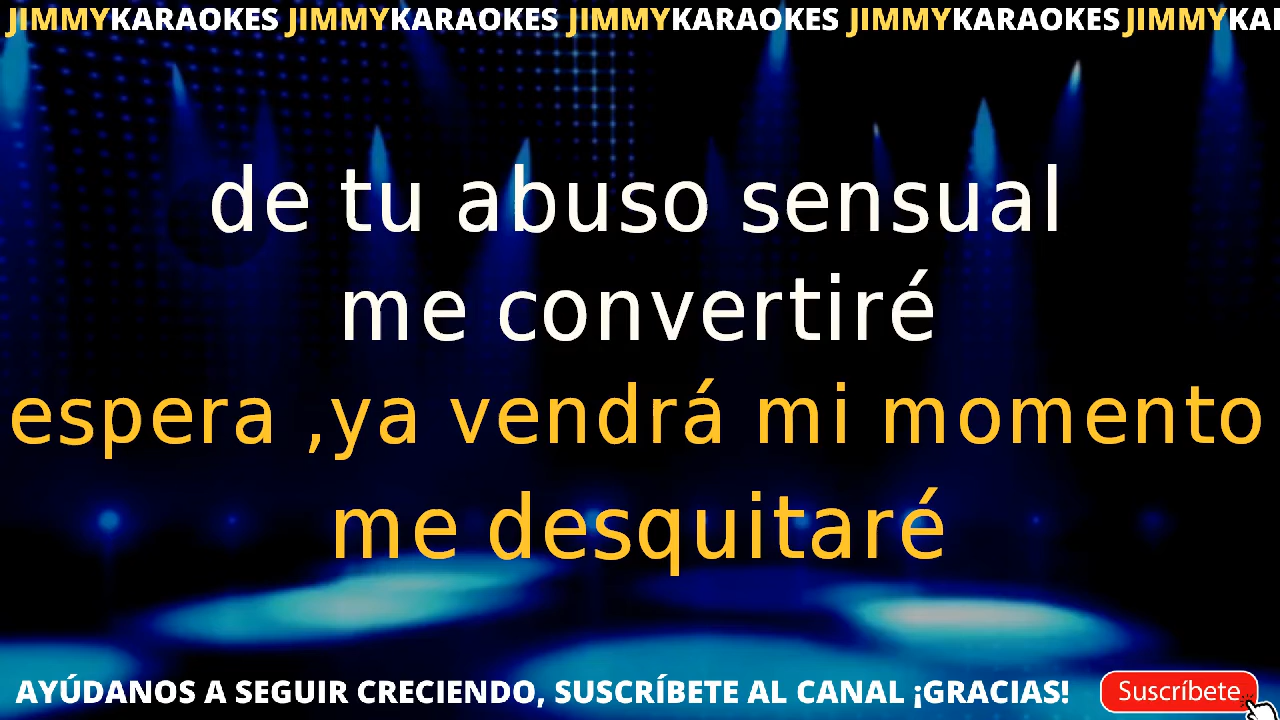 JIMMYKARAOKES JIMMYKARAOKES JIMMYKARAOKES JIMMYKARAOKES JIMMYKA
de tu abuso sensual
me convertiré
espera ,ya vendrá mi momento
me desquitaré
AYÚDANOS A SEGUIR CRECIENDO, SUSCRÍBETE AL CANAL ¡GRACIAS! Suscríbete